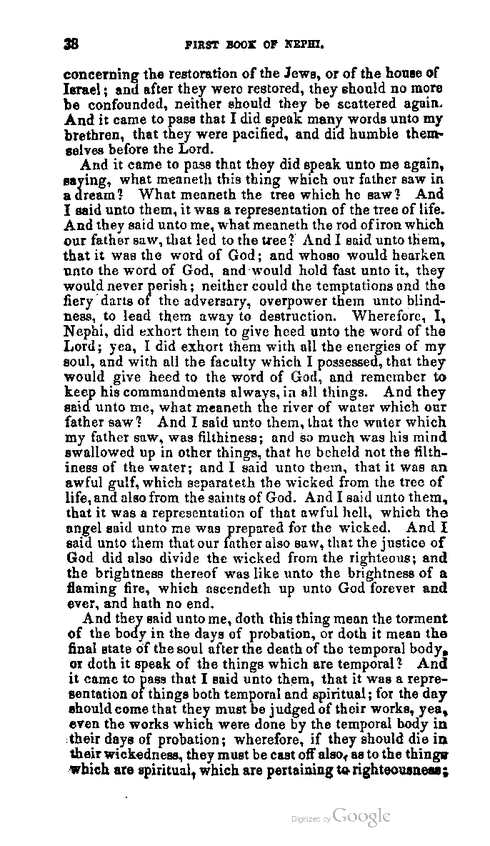 38 FIRST BOOK OF NEPHI.
concerning the restoration of the Jews, or of the house of
Israel; and after they were restored, they should no more
be confounded, neither should they be scattered again.
And it came to pass that I did speak many words unto my
brethren, that they were pacified, and did humble them-
selves before the Lord.
And it came to pass that they did speak unto me again,
saying, what meaneth this thing which our father saw in
a dream? What meaneth the tree which he saw? And
I said unto them, it was a representation of the tree of life.
And they said unto me, what meaneth the rod of iron which
our father saw, that led to the tree? And I said unto them,
that it was the word of God; and whoso would hearken
unto the word of God, and would hold fast unto it, they
would never perish; neither could the temptations and the
fiery darts of the adversary, overpower them unto blind-
ness, to lead them away to destruction. Wherefore, I,
Nephi, did exhort them to give heed unto the word of the
Lord; yea, I did exhort them with all the energies of my
soul, and with all the faculty which I possessed, that they
would give heed to the word of God, and remember to
keep his commandments always, in all things. And they
said unto me, what meaneth the river of water which our
father saw? And I said unto them, that the water which
my father saw, was filthiness; and so much was his mind
swallowed up in other things, that he beheld not the filth-
iness of the water; and I said unto them, that it was an
awful gulf, which separateth the wicked from the tree of
life, and also from the saints of God. And I said unto them,
that it was a representation of that awful hell, which the
angel said unto me was prepared for the wicked. And I
said unto them that our father also saw, that the justice of
God did also divide the wicked from the righteous; and
the brightness thereof was like unto the brightness of a
flaming fire, which ascendeth up unto God forever and
ever, and hath no end.
And they said unto me, doth this thing mean the torment
of the body in the days of probation, or doth it mean the
final state of the soul after the death of the temporal body,
or doth it speak of the things which are temporal? And
it came to pass that I said unto them, that it was a repre-
sentation of things both temporal and spiritual; for the day
should come that they must be judged of their works, yea,
even the works which were done by the temporal body in
their days of probation; wherefore, if they should die in
their wickedness, they must be cast off also, as to the things
which are spiritual, which are pertaining to righteousness;
Digitized by Google